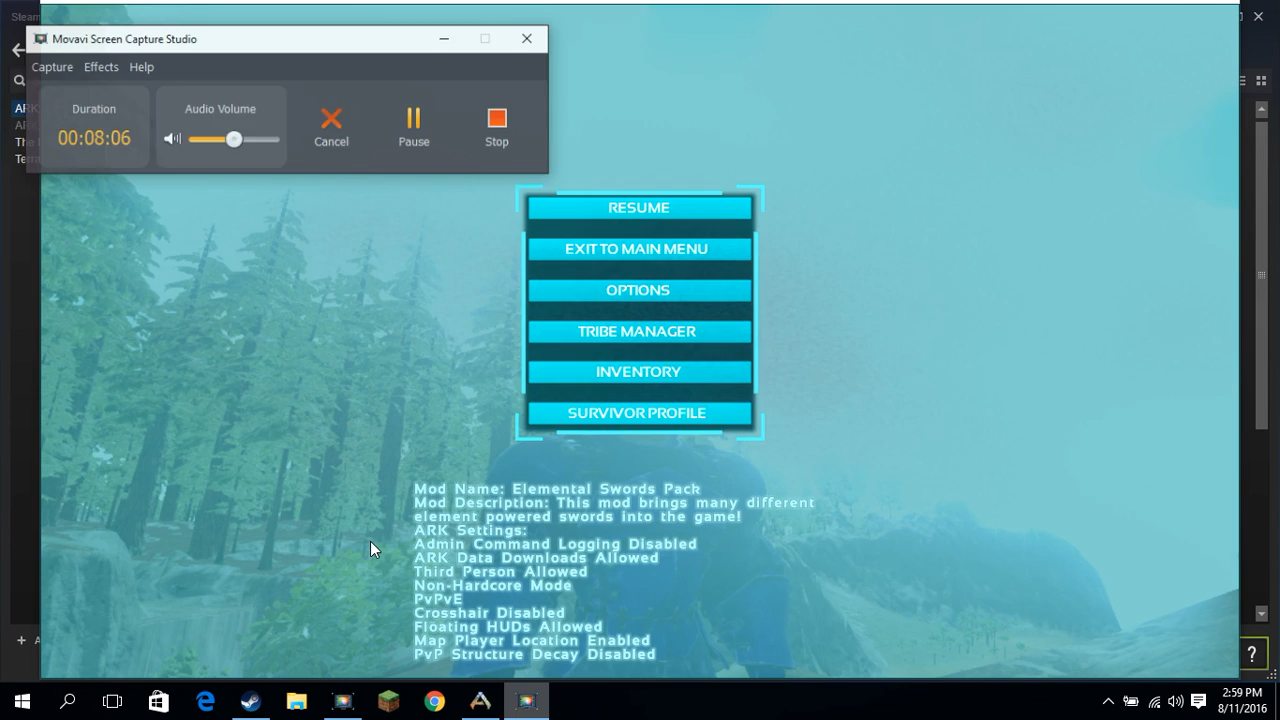 Steam
Movavi Screen Capture Studio
Capture Effects Help
Duration
Audio Volume
00:08:06
Cancel
Pause
Stop
RESUME
EXIT TO MAIN MENU
OPTIONS
TRIBE MANAGER
INVENTORY
SURVIVOR PROFILE
Mod Name: Elemental Swords Pack
Mod Description: This mod brings many different
element powered swords into the game!
ARK Settings:
Admin Command Logging Disabled
ARK Data Downloads Allowed
Third Person Allowed
Non-Hardcore Mode
PvPvE
Crosshair Disabled
Floating HUDs Allowed
Map Player Location Enabled
PvP Structure Decay Disabled
?
2:59 PM
8/11/2016